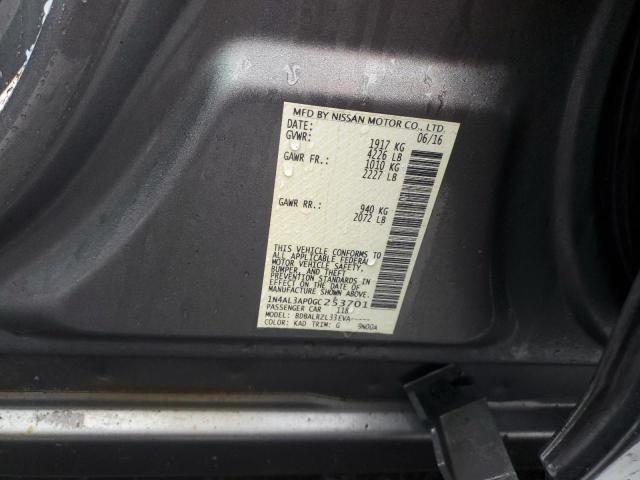 MFD BY NISSAN MOTOR CO., LTD.
DATE: 06/16
GVWR: 1917 KG
4226 LB
GAWR FR.: 1010 KG
2227 LB
GAWR RR.: 940 KG
2072 LB
THIS VEHICLE CONFORMS TO
ALL APPLICABLE FEDERAL
MOTOR VEHICLE SAFETY,
BUMPER, AND THEFT
PREVENTION STANDARDS IN
EFFECT ON THE DATE OF
MANUFACTURE SHOWN ABOVE.
1N4AL3AP0GC253701
PASSENGER CAR 118
MODEL: BDBALRZL33EVA-----
COLOR: KAD TRIM: G 9N00A